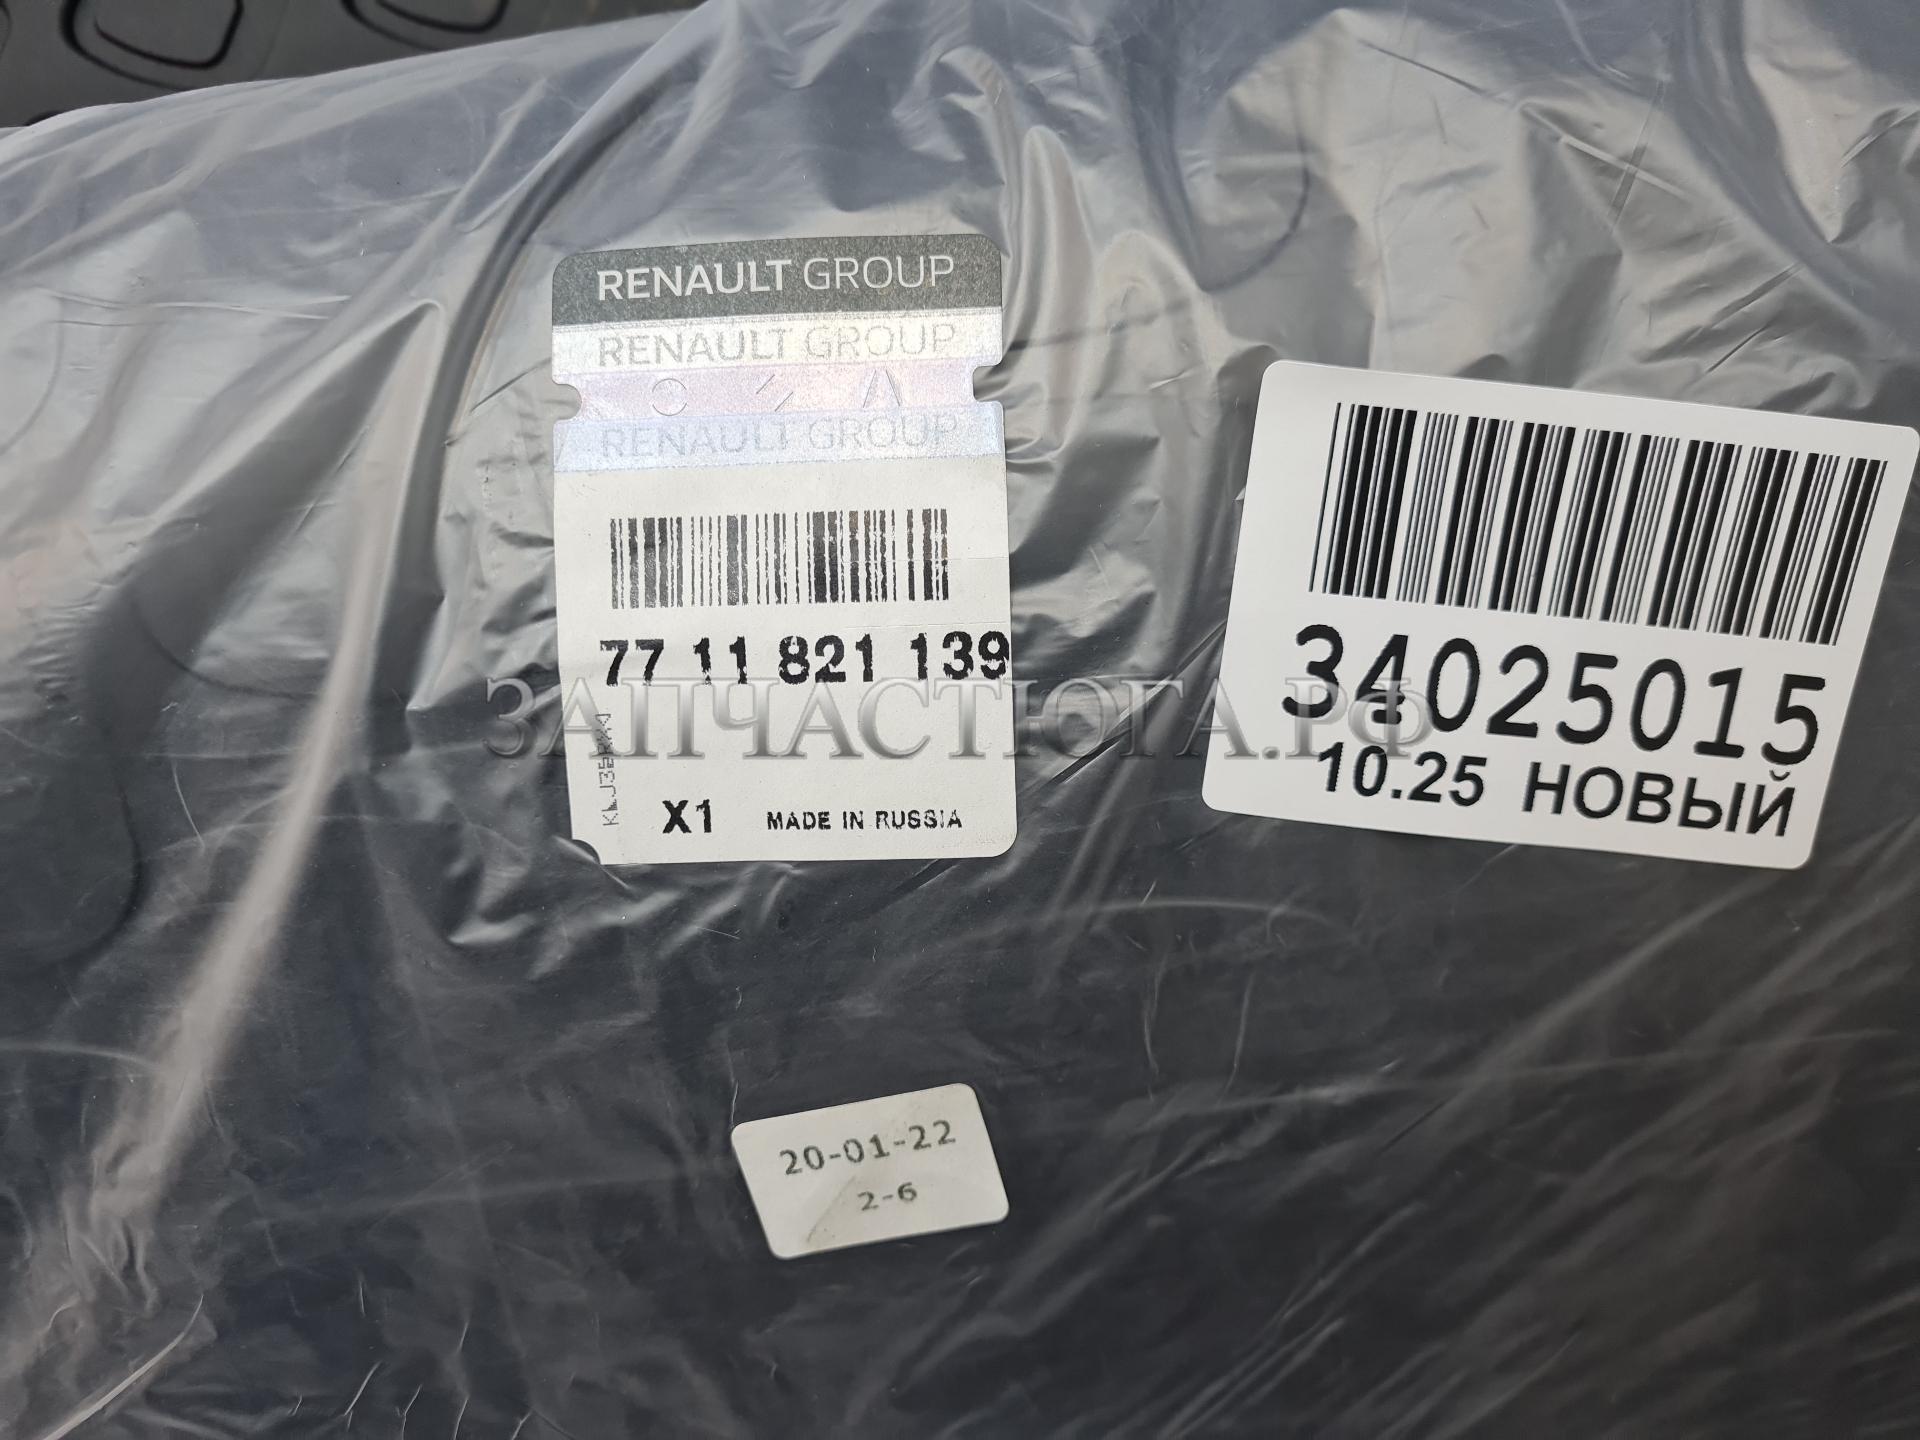 RENAULT GROUP
RENAULT GROUP
RENAULT GROUP
77 11 821 139
X1 MADE IN RUSSIA
34025015
10.25 НОВЫЙ
ЗАПЧАСТЮГА.РФ
20-01-22
2-6